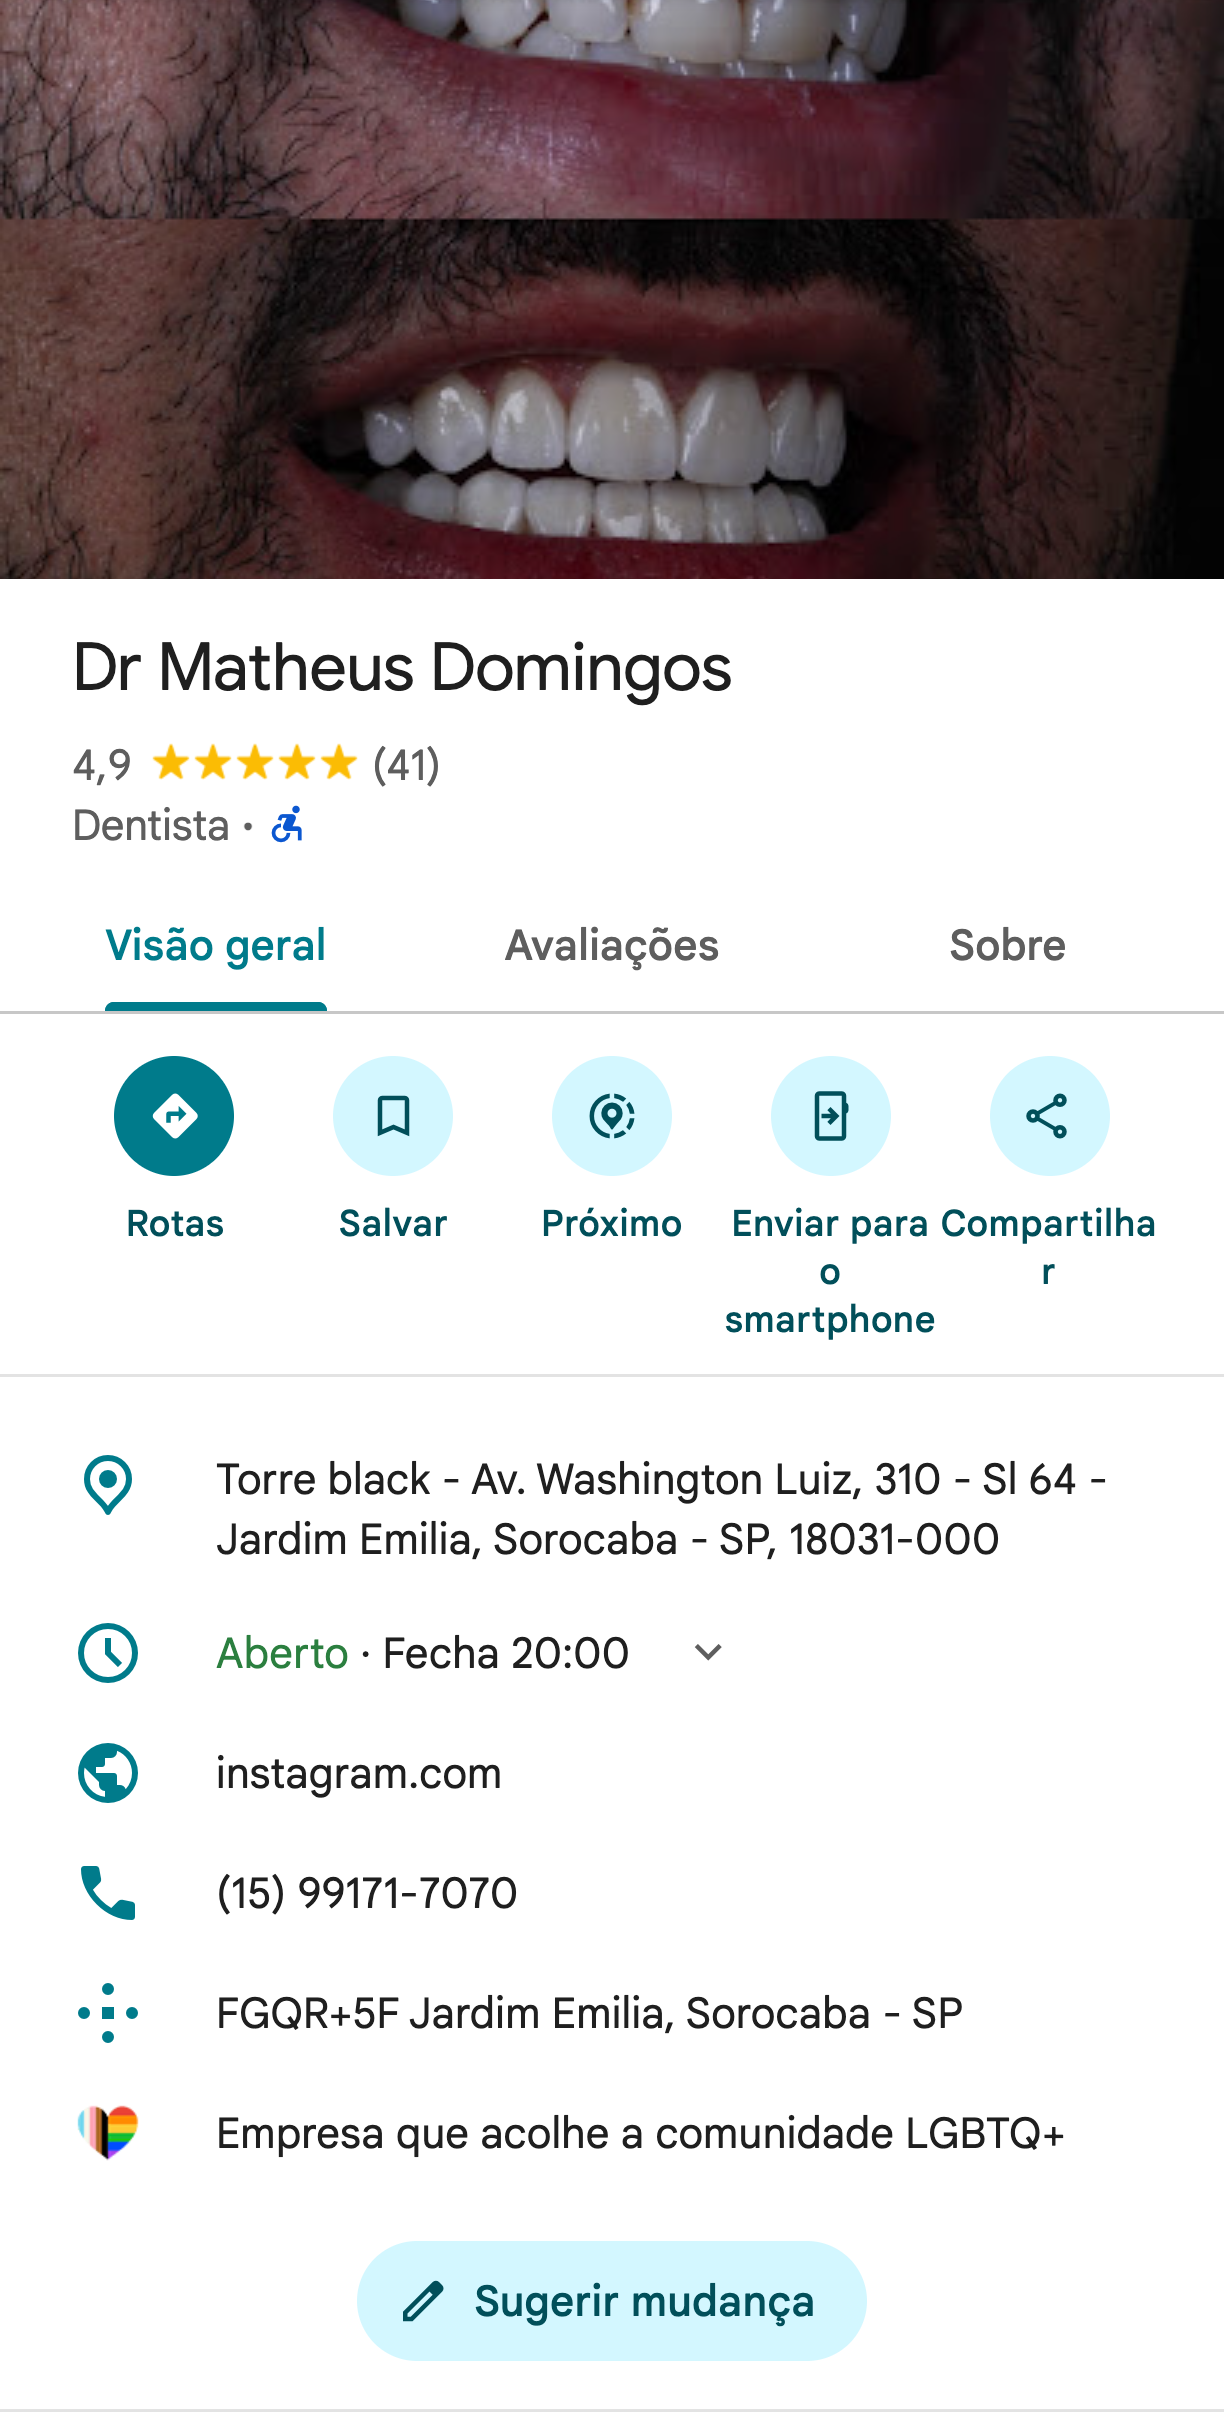 Dr Matheus Domingos
4,9 ★★★★★ (41)
Dentista ·
Visão geral
Avaliações
Sobre
Rotas
Salvar
Próximo
Enviar para
o
smartphone
Compartilha
r
Torre black - Av. Washington Luiz, 310 - Sl 64 -
Jardim Emilia, Sorocaba - SP, 18031-000
Aberto · Fecha 20:00
instagram.com
(15) 99171-7070
FGQR+5F Jardim Emilia, Sorocaba - SP
Empresa que acolhe a comunidade LGBTQ+
Sugerir mudança